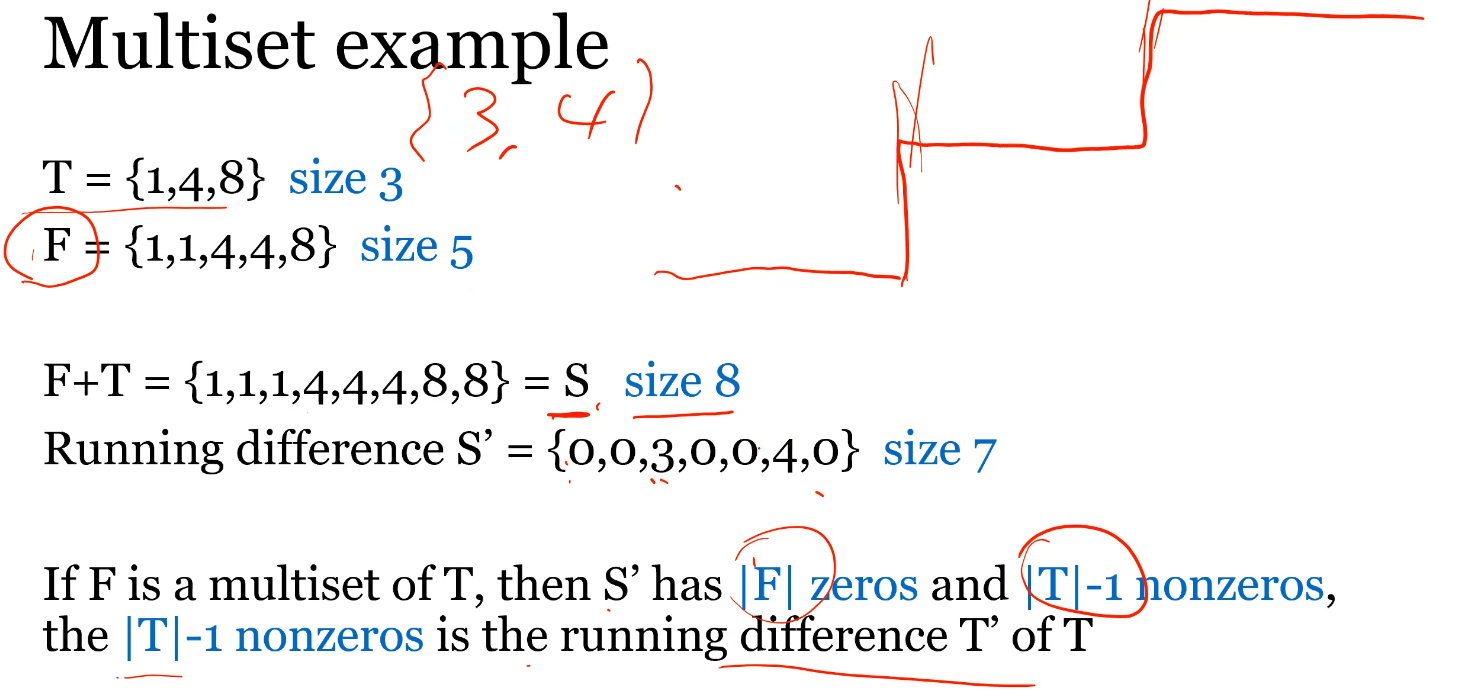 Multiset example
{3, 4}
T = {1,4,8} size 3
F = {1,1,4,4,8} size 5
F+T = {1,1,1,4,4,4,8,8} = S size 8
Running difference S’ = {0,0,3,0,0,4,0} size 7
If F is a multiset of T, then S’ has |F| zeros and |T|-1 nonzeros,
the |T|-1 nonzeros is the running difference T’ of T